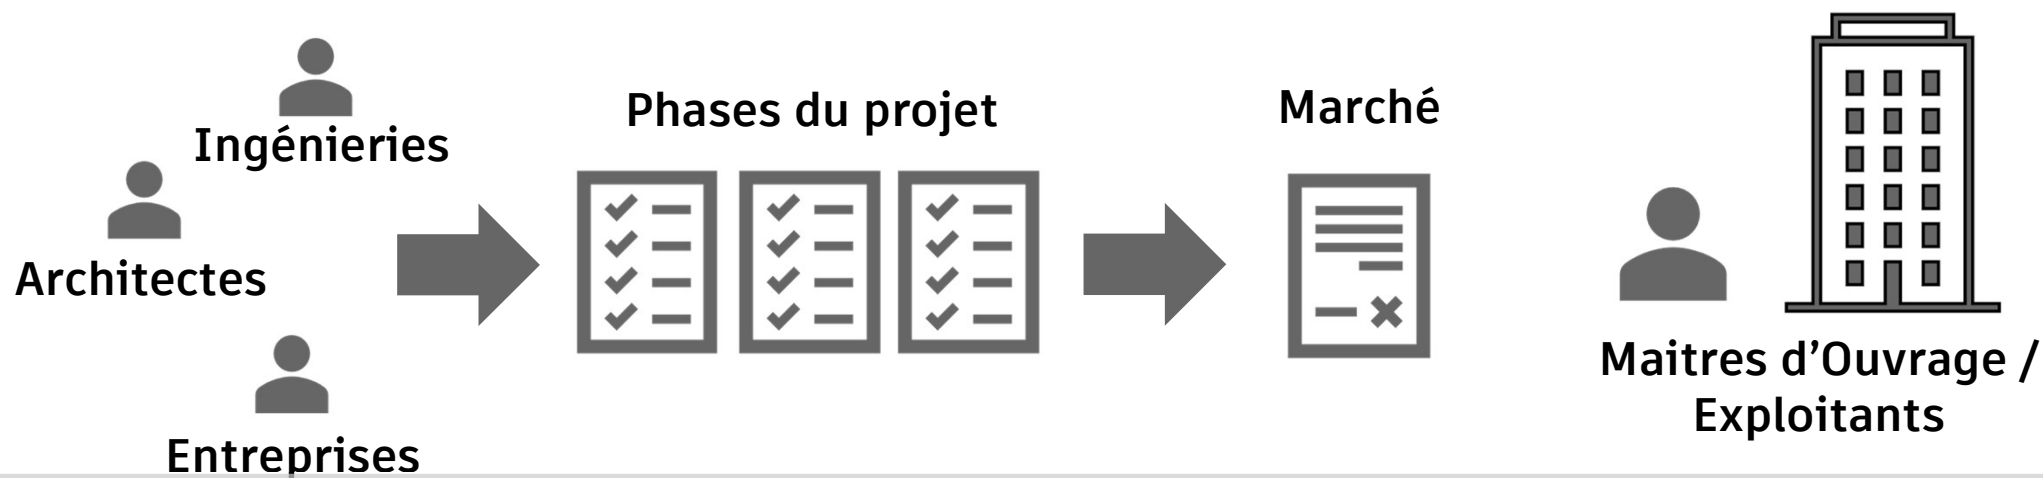 Ingénieries
Architectes
Entreprises
Phases du projet
Marché
Maitres d’Ouvrage /
Exploitants